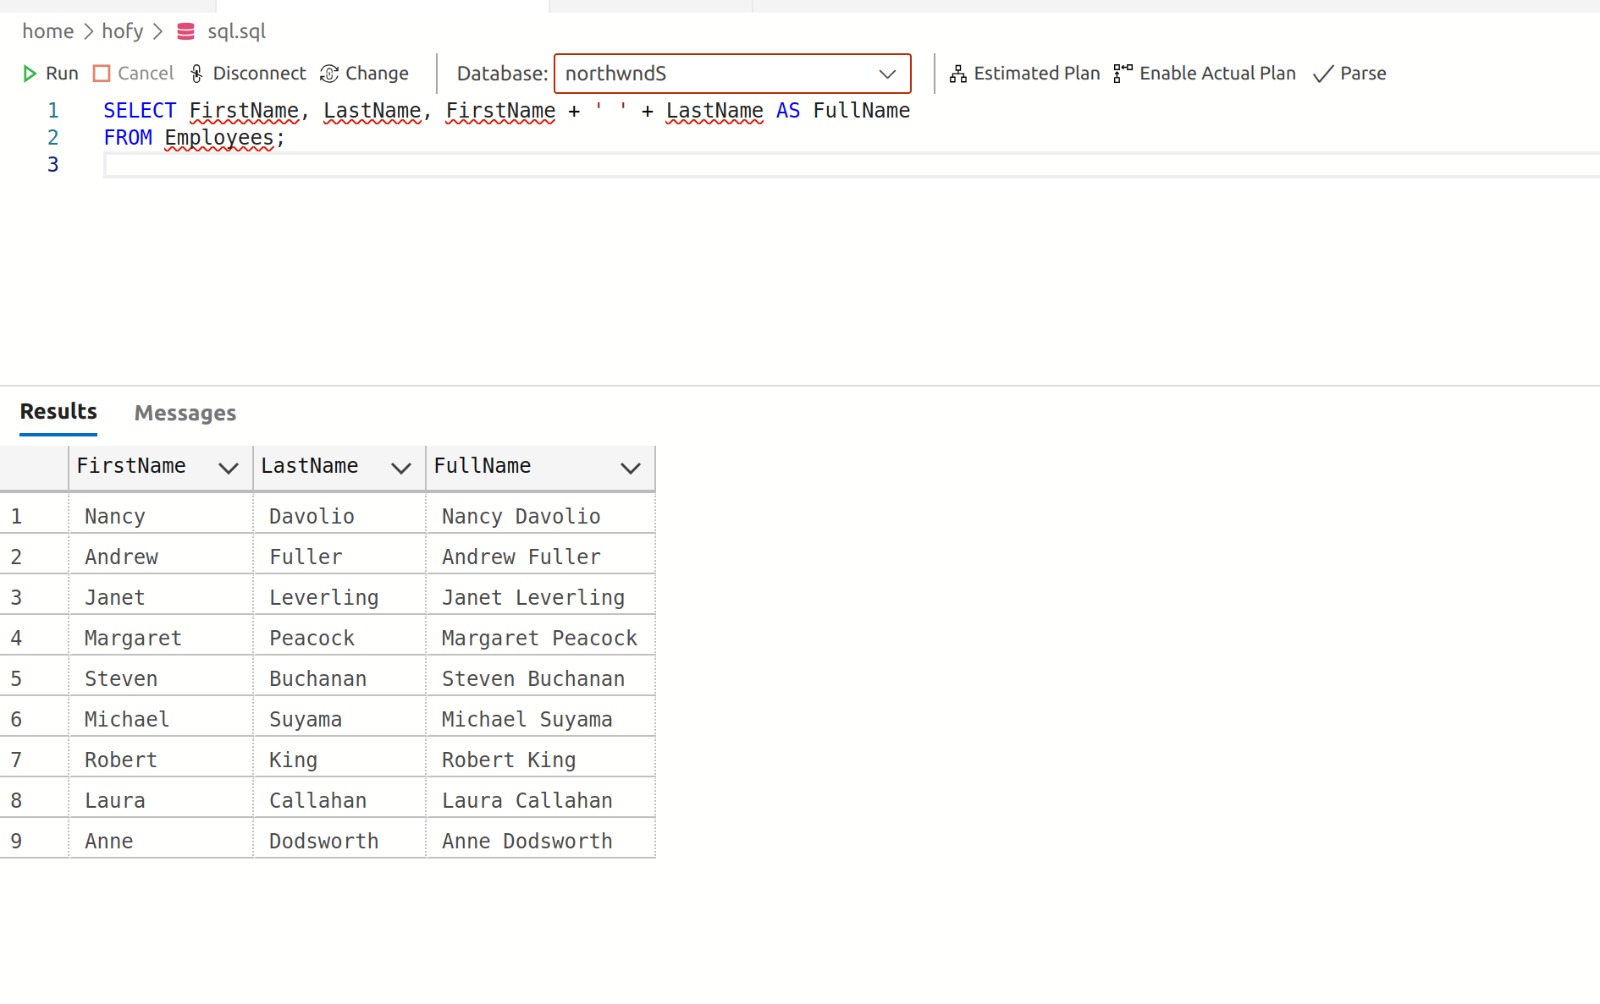 home > hofy > sql.sql
Run Cancel Disconnect Change Database: northwndS Estimated Plan Enable Actual Plan Parse
1 SELECT FirstName, LastName, FirstName + ' ' + LastName AS FullName
2 FROM Employees;
3
Results Messages
FirstName LastName FullName
1 Nancy Davolio Nancy Davolio
2 Andrew Fuller Andrew Fuller
3 Janet Leverling Janet Leverling
4 Margaret Peacock Margaret Peacock
5 Steven Buchanan Steven Buchanan
6 Michael Suyama Michael Suyama
7 Robert King Robert King
8 Laura Callahan Laura Callahan
9 Anne Dodsworth Anne Dodsworth